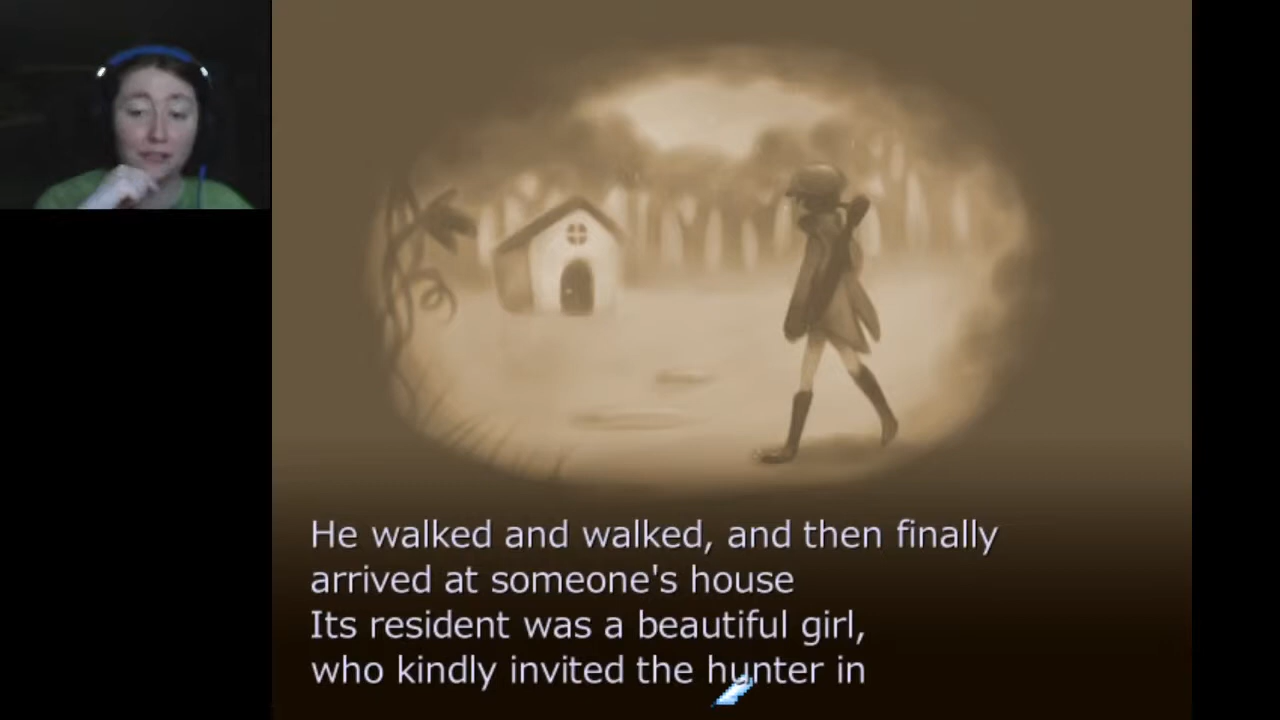 He walked and walked, and then finally
arrived at someone's house
Its resident was a beautiful girl,
who kindly invited the hunter in